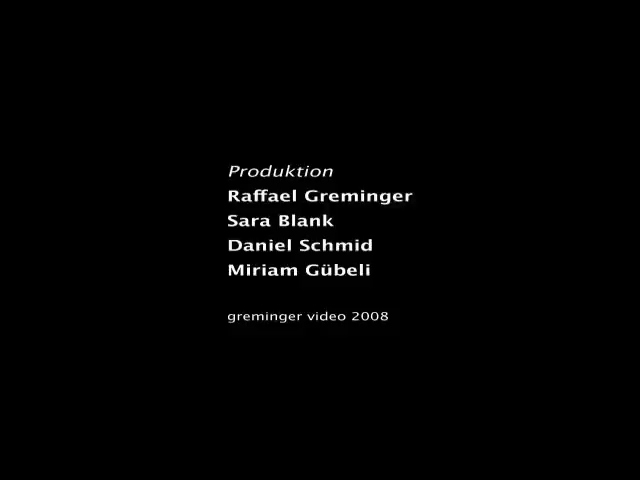 Produktion
Raffael Greminger
Sara Blank
Daniel Schmid
Miriam Gübeli
greminger video 2008